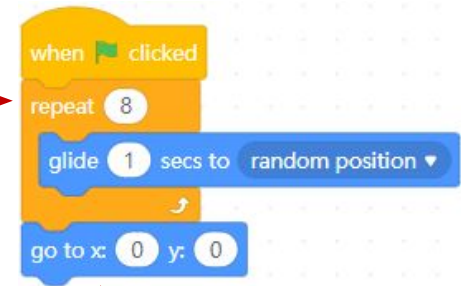 when clicked
repeat 8
glide 1 secs to random position
go to x: 0 y: 0